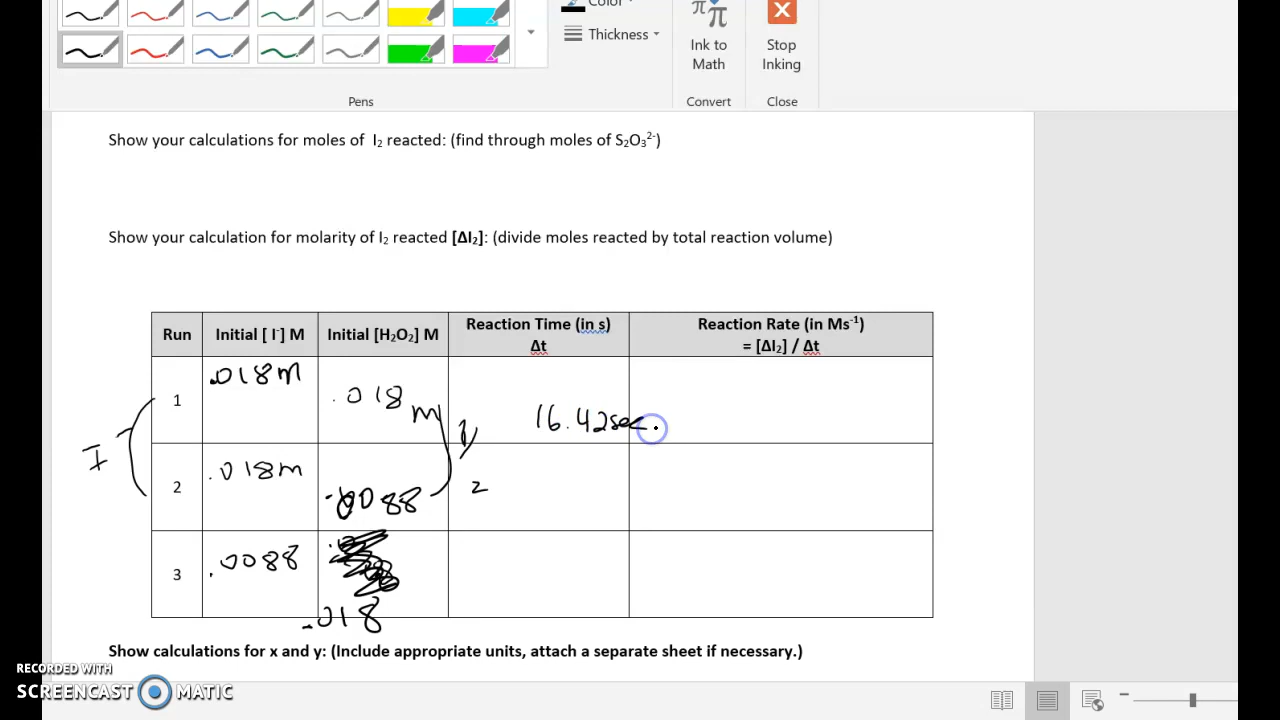 Color
Thickness
Ink to
Math
Stop
Inking
Pens
Convert
Close
Show your calculations for moles of I₂ reacted: (find through moles of S₂O₃²⁻)
Show your calculation for molarity of I₂ reacted [ΔI₂]: (divide moles reacted by total reaction volume)
Run
Initial [ I⁻] M
Initial [H₂O₂] M
Reaction Time (in s)
Δt
Reaction Rate (in Ms⁻¹)
= [ΔI₂] / Δt
1
.018m
.018 m
16.42sec.
I
1
2
.018m
.0088
2
3
.0088
.018
Show calculations for x and y: (Include appropriate units, attach a separate sheet if necessary.)
RECORDED WITH
SCREENCAST MATIC